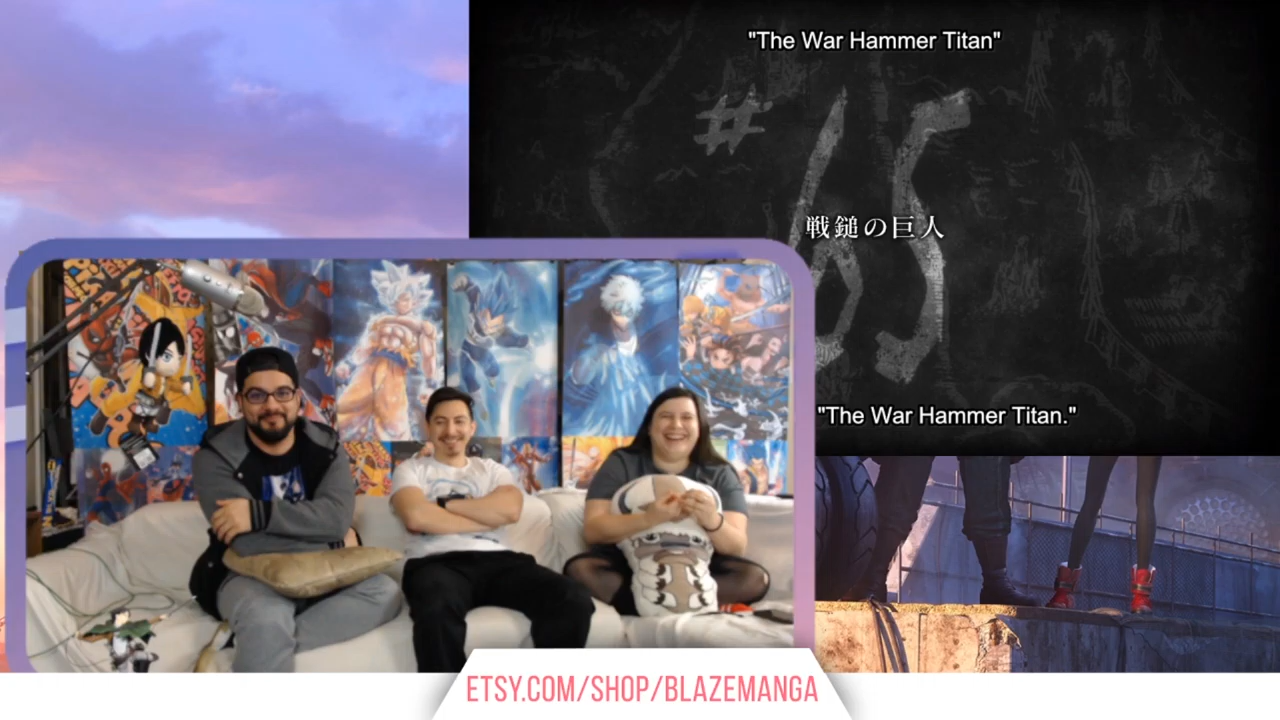 "The War Hammer Titan"
#65
戦鎚の巨人
"The War Hammer Titan."
ETSY.COM/SHOP/BLAZEMANGA